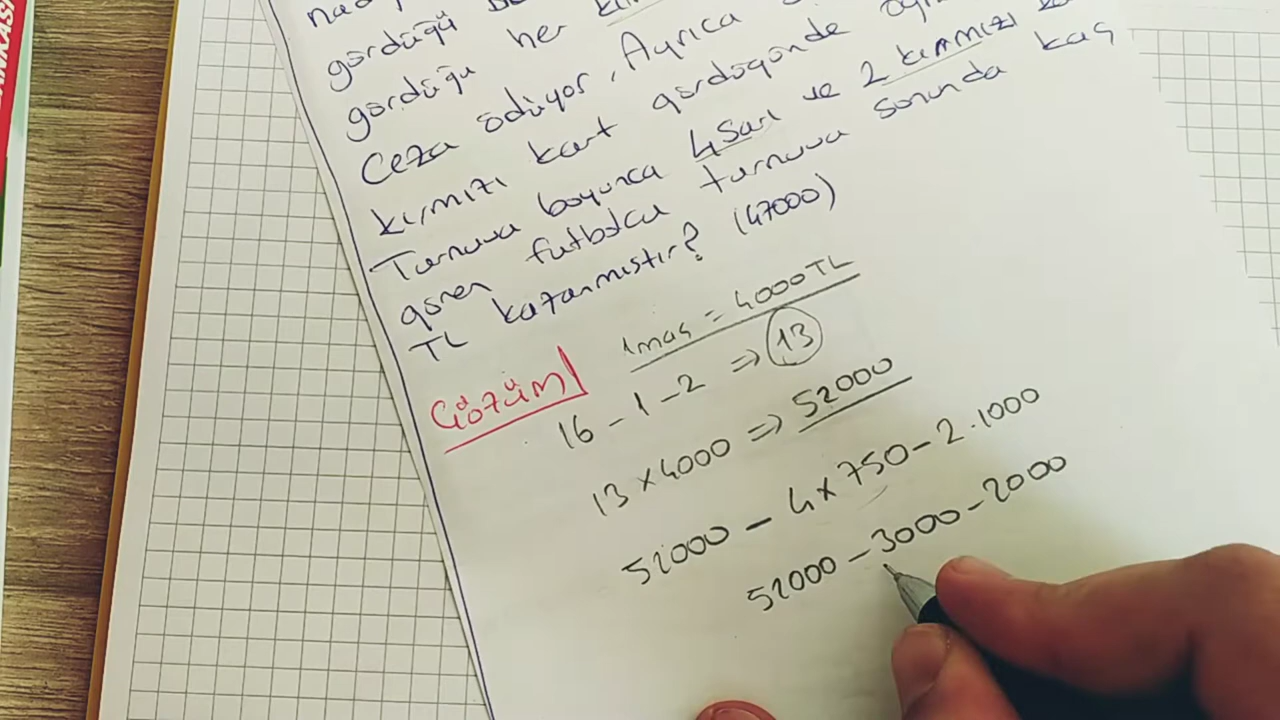 ANKASI
gördüğü
gördüğü her
Ceza ödüyor, Ayrıca
kırmızı kart gördüğünde
Turnuva boyunca 4 Sarı ve 2 kırmızı
gören futbolcu turnuva sonunda kaç
TL kazanmıştır? (47000)
Çözüm 1 maç = 4000 TL
16 - 1 - 2 ⇒ 13
13 x 4000 ⇒ 52000
52000 - 4 x 750 - 2.1000
52000 - 3000 - 2000